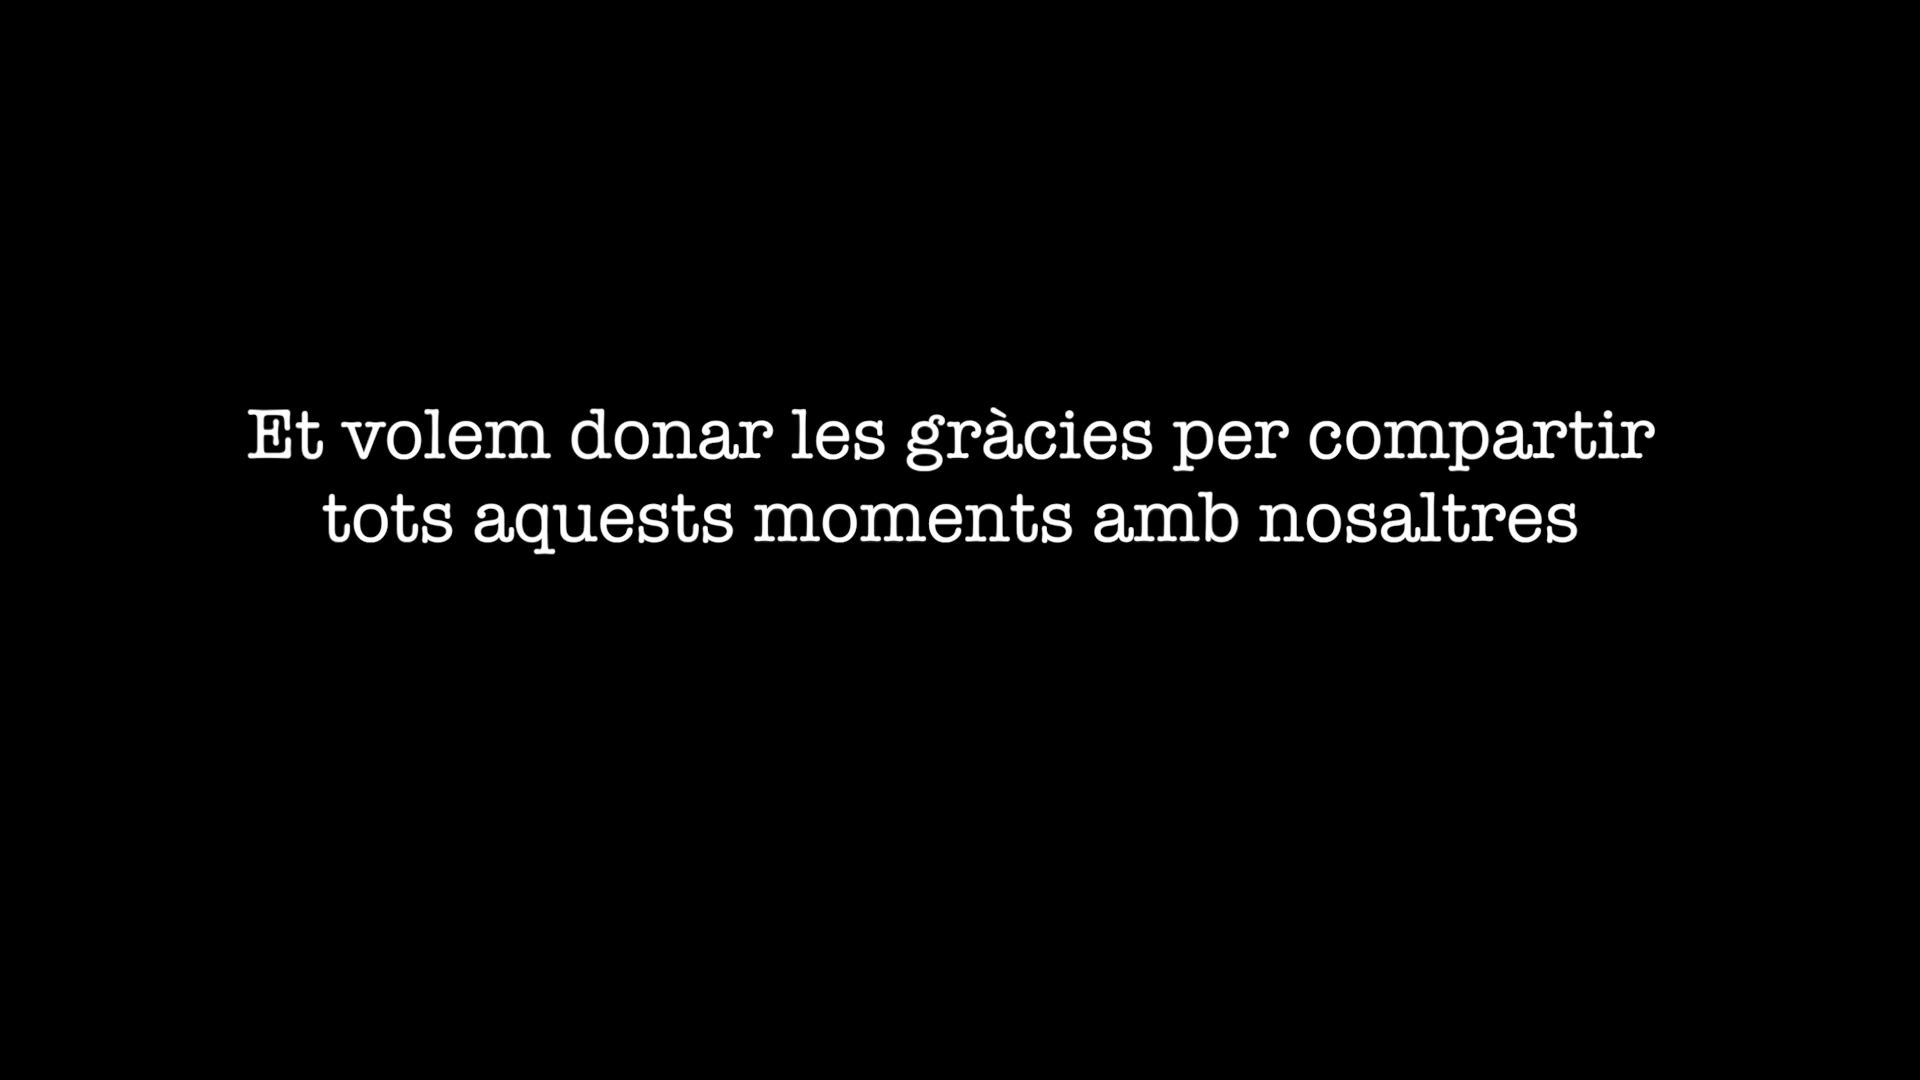 Et volem donar les gràcies per compartir
tots aquests moments amb nosaltres